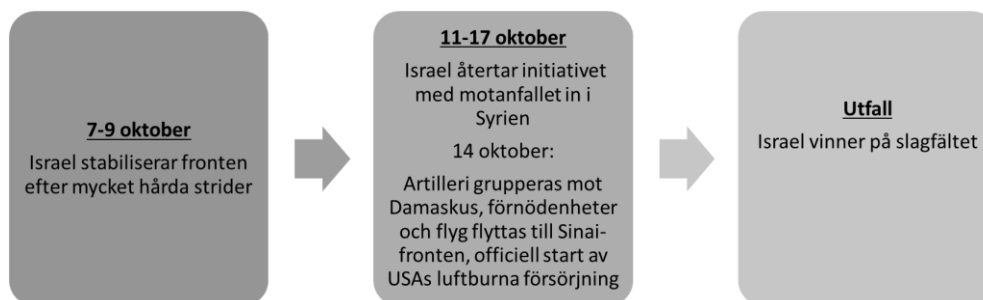 7-9 oktober
Israel stabiliserar fronten
efter mycket hårda strider
11-17 oktober
Israel återtar initiativet
med motanfallet in i
Syrien
14 oktober:
Artilleri grupperas mot
Damaskus, förnödenheter
och flyg flyttas till Sinai-
fronten, officiell start av
USAs luftburna försörjning
Utfall
Israel vinner på slagfältet